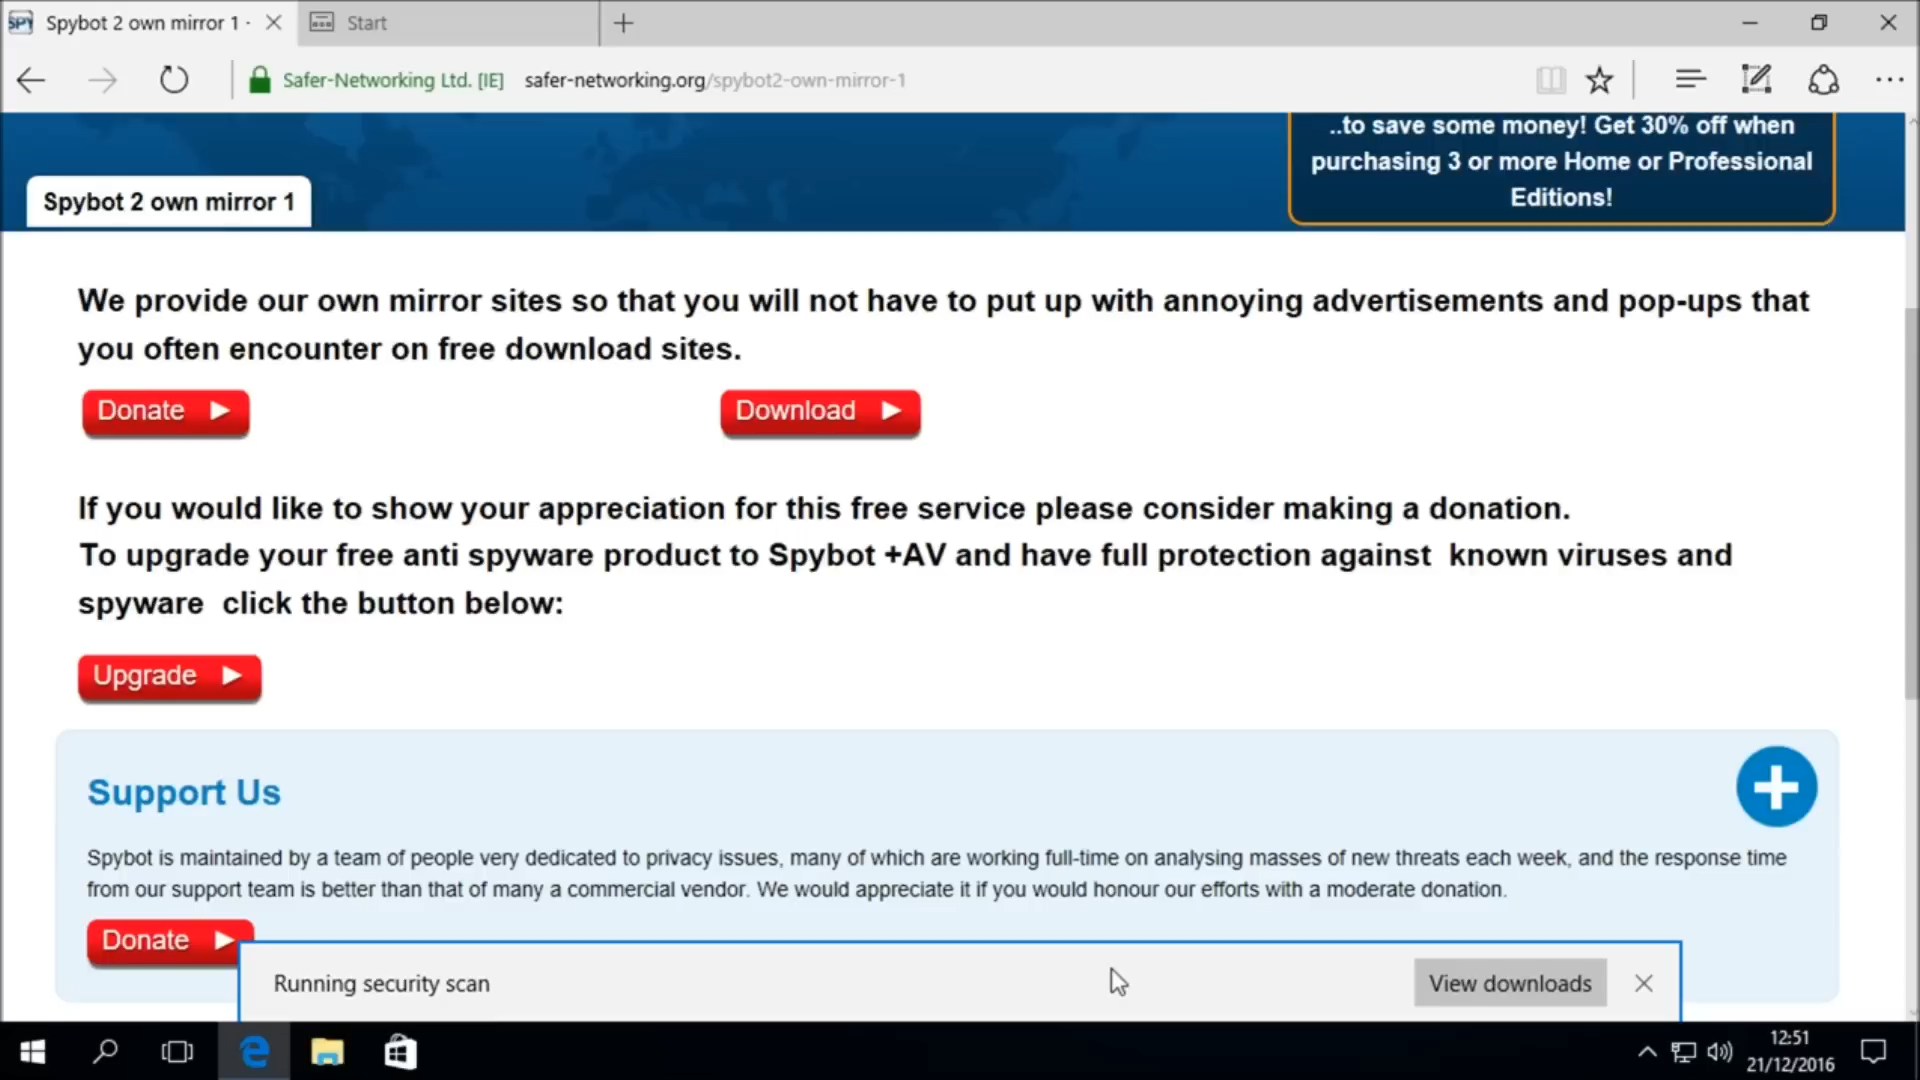 Spybot 2 own mirror 1 -
Start
Safer-Networking Ltd. [IE] safer-networking.org/spybot2-own-mirror-1
..to save some money! Get 30% off when
purchasing 3 or more Home or Professional
Editions!
Spybot 2 own mirror 1
We provide our own mirror sites so that you will not have to put up with annoying advertisements and pop-ups that
you often encounter on free download sites.
Donate
Download
If you would like to show your appreciation for this free service please consider making a donation.
To upgrade your free anti spyware product to Spybot +AV and have full protection against known viruses and
spyware click the button below:
Upgrade
Support Us
Spybot is maintained by a team of people very dedicated to privacy issues, many of which are working full-time on analysing masses of new threats each week, and the response time
from our support team is better than that of many a commercial vendor. We would appreciate it if you would honour our efforts with a moderate donation.
Donate
Running security scan
View downloads
12:51
21/12/2016